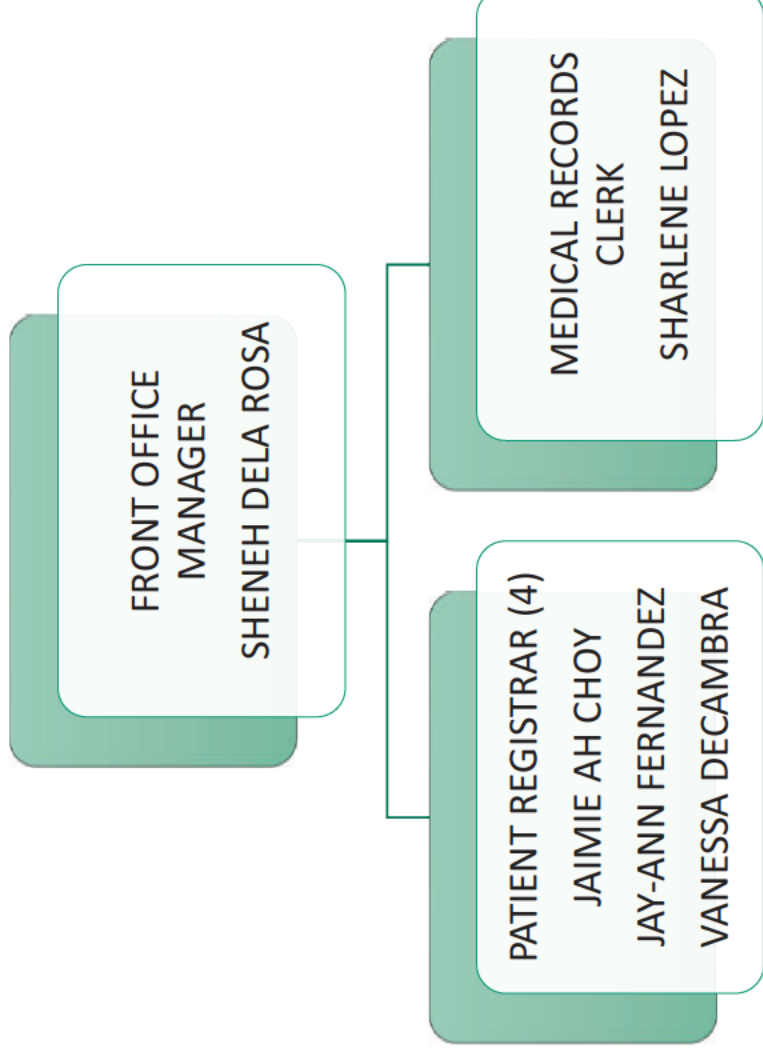 FRONT OFFICE
MANAGER
SHENEH DELA ROSA
PATIENT REGISTRAR (4)
JAIMIE AH CHOY
JAY-ANN FERNANDEZ
VANESSA DECAMBRA
MEDICAL RECORDS
CLERK
SHARLENE LOPEZ